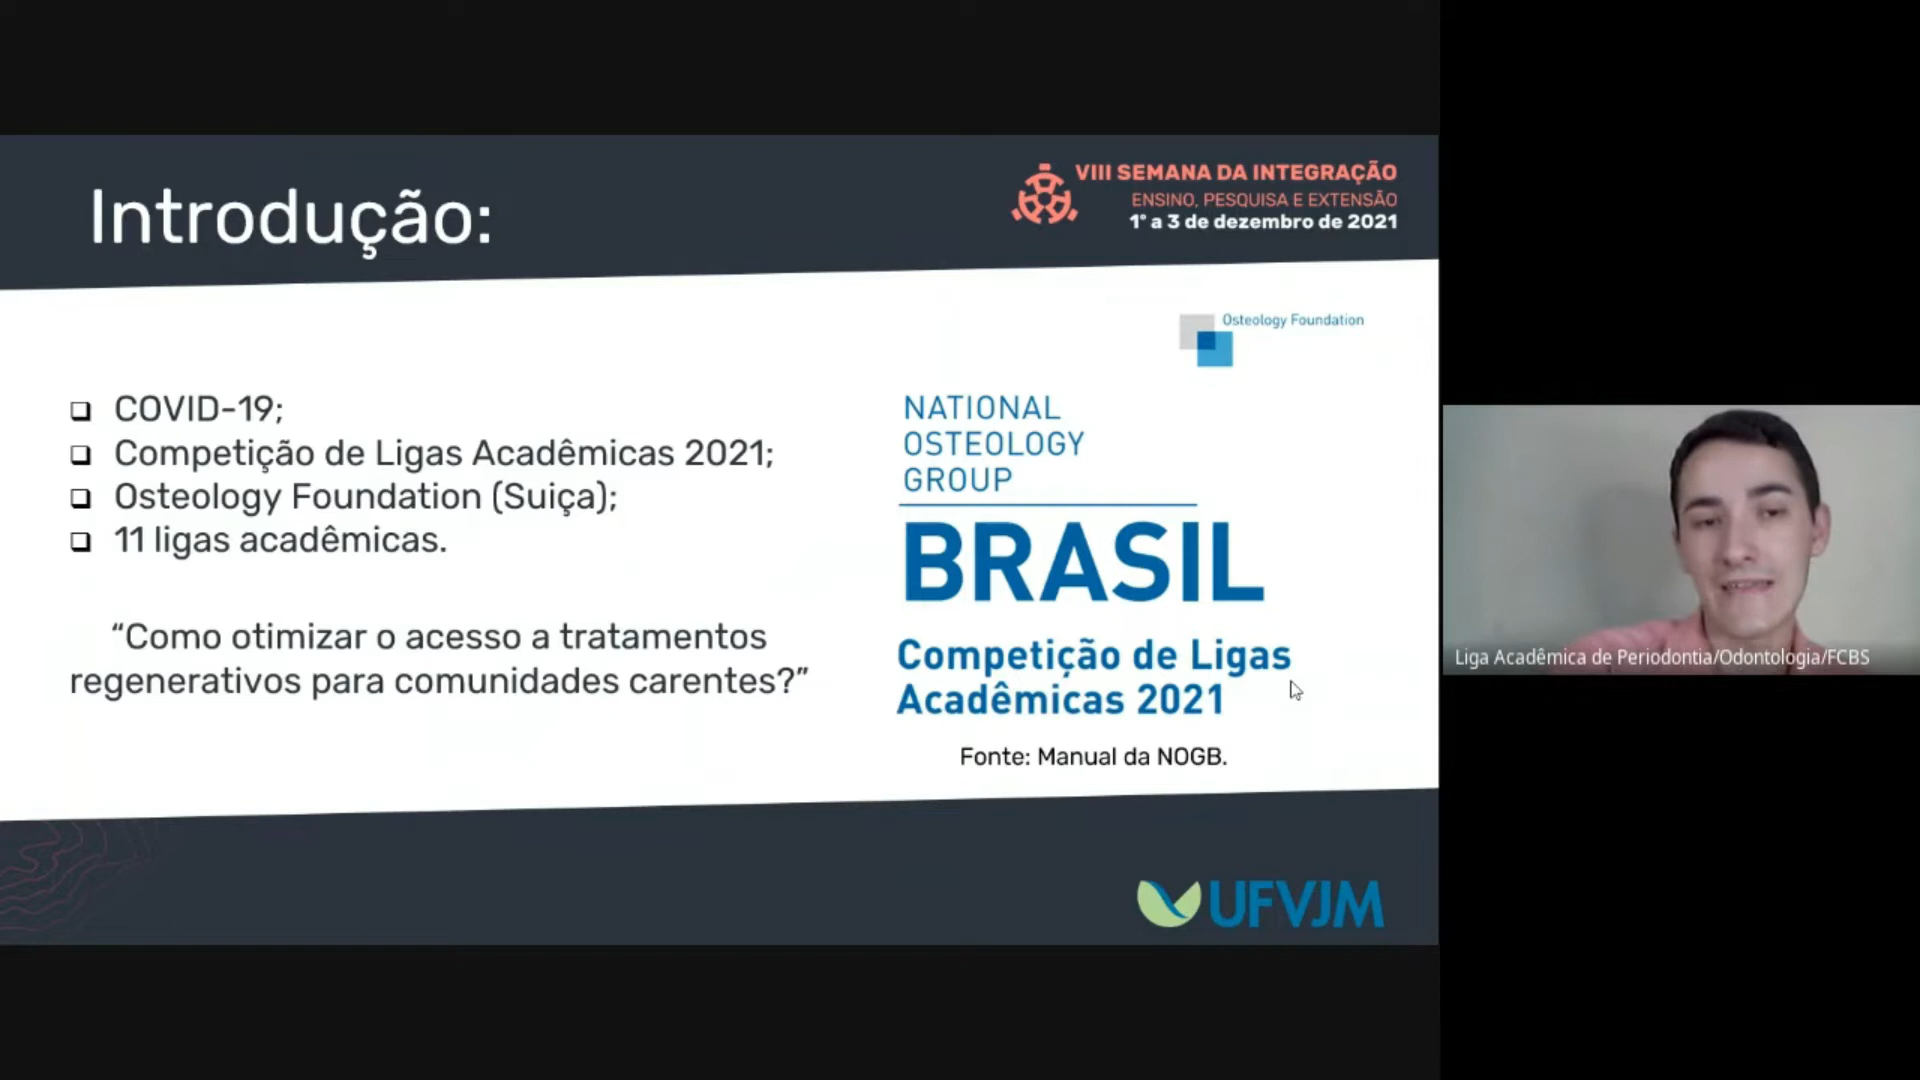 Introdução:
VIII SEMANA DA INTEGRAÇÃO
ENSINO, PESQUISA E EXTENSÃO
1° a 3 de dezembro de 2021
COVID-19;
Competição de Ligas Acadêmicas 2021;
Osteology Foundation (Suiça);
11 ligas acadêmicas.
“Como otimizar o acesso a tratamentos
regenerativos para comunidades carentes?”
Osteology Foundation
NATIONAL
OSTEOLOGY
GROUP
BRASIL
Competição de Ligas
Acadêmicas 2021
Fonte: Manual da NOGB.
UFVJM
Liga Acadêmica de Periodontia/Odontologia/FCBS